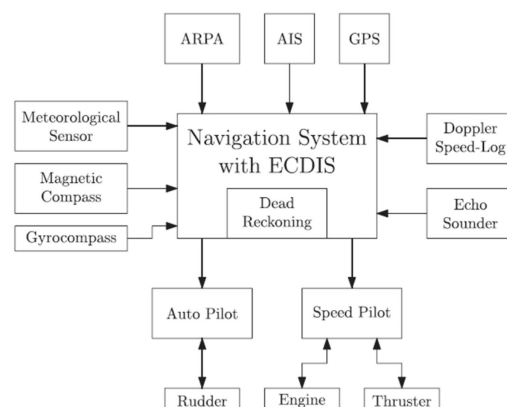 ARPA
AIS
GPS
Meteorological
Sensor
Navigation System
with ECDIS
Doppler
Speed-Log
Magnetic
Compass
Dead
Reckoning
Echo
Sounder
Gyrocompass
Auto Pilot
Speed Pilot
Rudder
Engine
Thruster